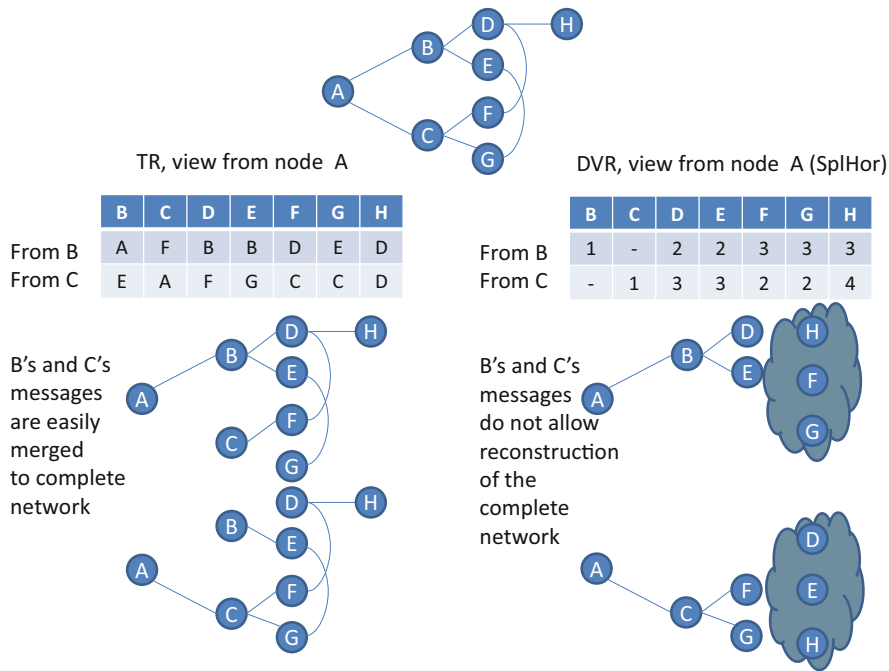 D
H
B
E
A
F
C
G
TR, view from node A
B C D E F G H
From B A F B B D E D
From C E A F G C C D
D
H
B
E
A
F
C
G
B's and C's
messages
are easily
merged
to complete
network
D
H
B
E
A
F
C
G
DVR, view from node A (SplHor)
B C D E F G H
From B 1 - 2 2 3 3 3
From C - 1 3 3 2 2 4
D
H
B
E
A
F
G
B's and C's
messages
do not allow
reconstruction
of the
complete
network
D
A
F
E
C
G
H